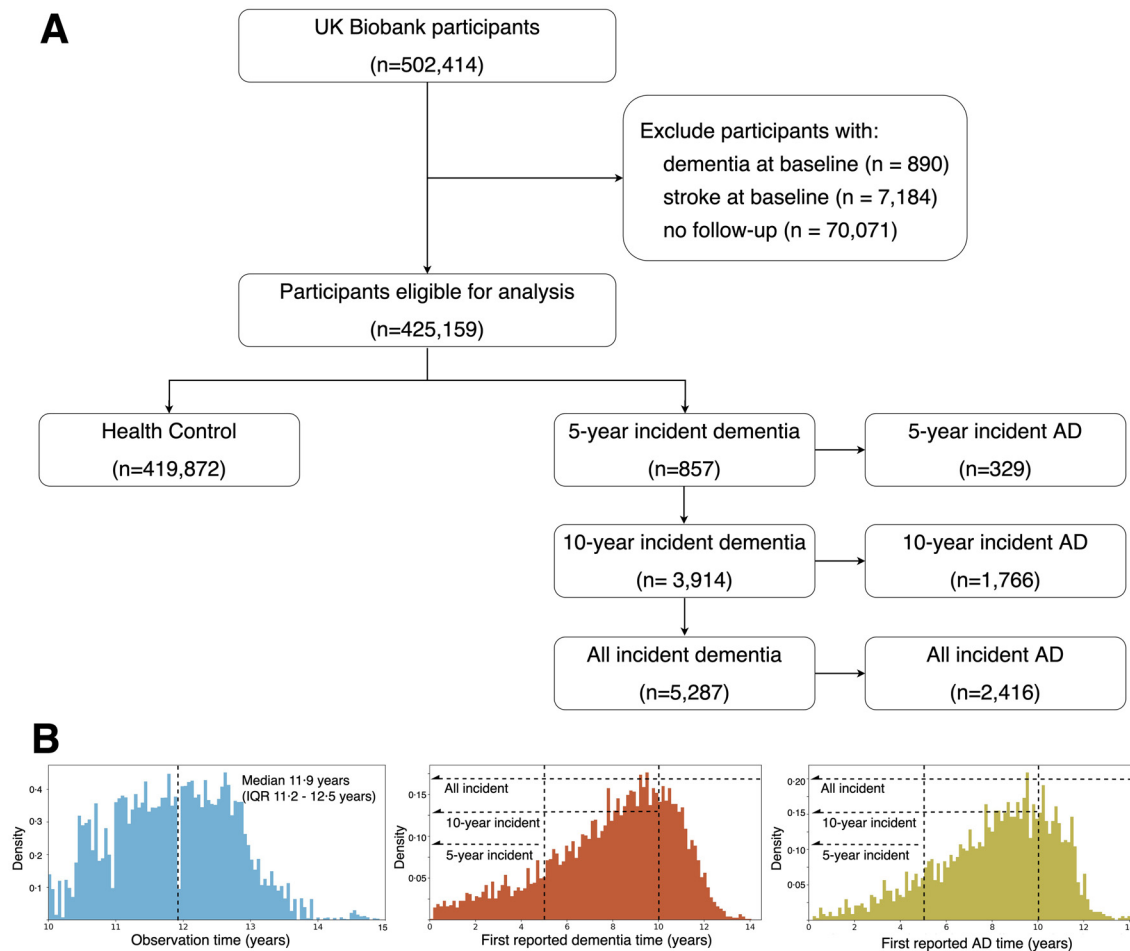 A
UK Biobank participants
(n=502,414)
Exclude participants with:
dementia at baseline (n = 890)
stroke at baseline (n = 7,184)
no follow-up (n = 70,071)
Participants eligible for analysis
(n=425,159)
Health Control
(n=419,872)
5-year incident dementia
(n=857)
5-year incident AD
(n=329)
10-year incident dementia
(n= 3,914)
10-year incident AD
(n=1,766)
All incident dementia
(n=5,287)
All incident AD
(n=2,416)
B
Median 11·9 years
(IQR 11·2 - 12·5 years)
Density
0·4
0·3
0·2
0·1
10 11 12 13 14 15
Observation time (years)
All incident
10-year incident
5-year incident
Density
0·15
0·10
0·05
0 2 4 6 8 10 12 14
First reported dementia time (years)
All incident
10-year incident
5-year incident
Density
0·20
0·15
0·10
0·05
0 2 4 6 8 10 12
First reported AD time (years)